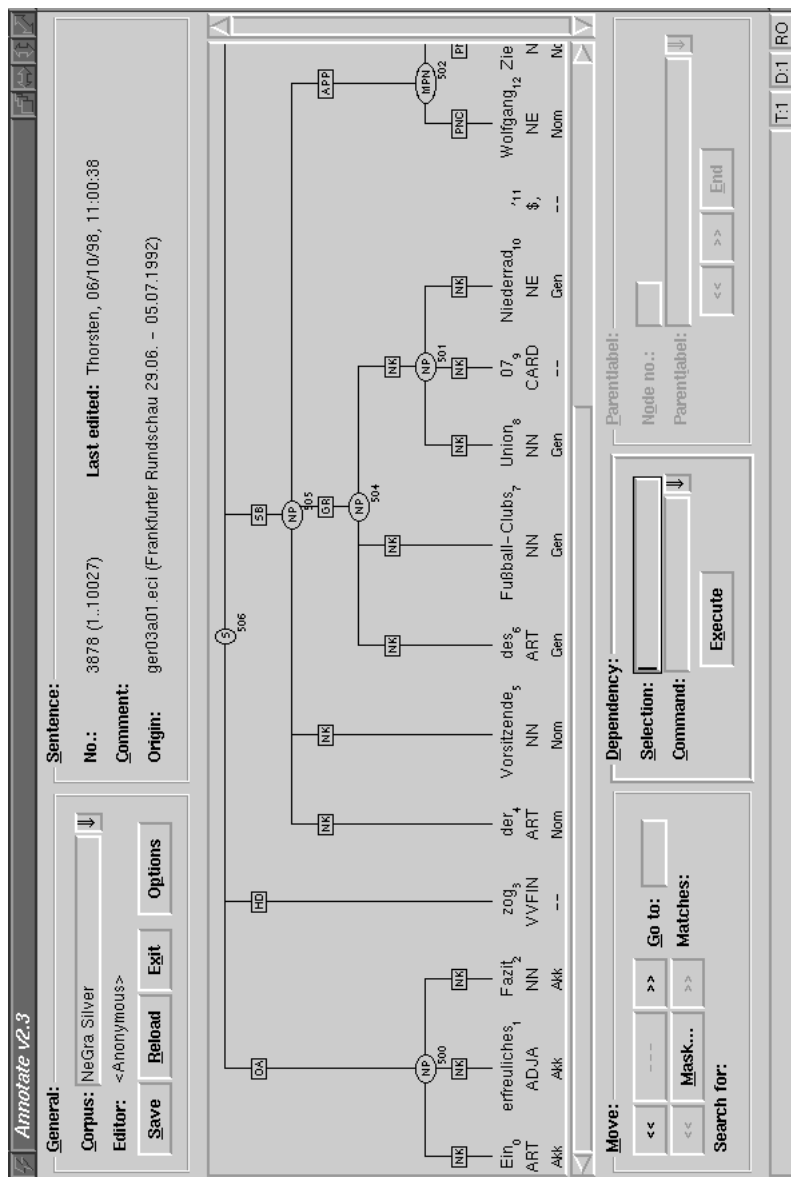 Annotate v2.3
General:
Corpus: NeGra Silver
Editor: <Anonymous>
Save Reload Exit Options
Sentence:
No.: 3878 (1..10027) Last edited: Thorsten, 06/10/98, 11:00:38
Comment:
Origin: ger03a01.eci (Frankfurter Rundschau 29.06. – 05.07.1992)
S 506
OA HD SB
NP 505
NK NK GR APP
NP 504
NK NK NK
NP 500 NP 501 MPN 502
NK NK NK NK NK NK PNC PN
Ein0 erfreuliches1 Fazit2 zog3 der4 Vorsitzende5 des6 Fußball-Clubs7 Union8 079 Niederrad10 '11 Wolfgang12 Zie
ART ADJA NN VVFIN ART NN ART NN NN CARD NE $, NE N
Akk Akk Akk -- Nom Nom Gen Gen Gen -- Gen -- Nom No
Move:
<< --- >> Go to:
<< Mask... >> Matches:
Search for:
Dependency:
Selection:
Command:
Execute
Parentlabel:
Node no.:
Parentlabel:
<< >> End
T:1 D:1 RO